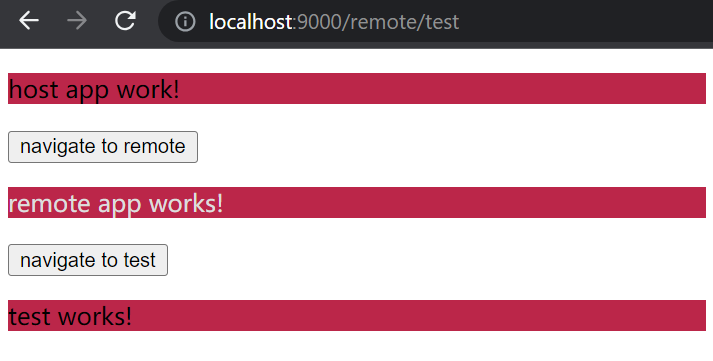 localhost:9000/remote/test
host app work!
navigate to remote
remote app works!
navigate to test
test works!